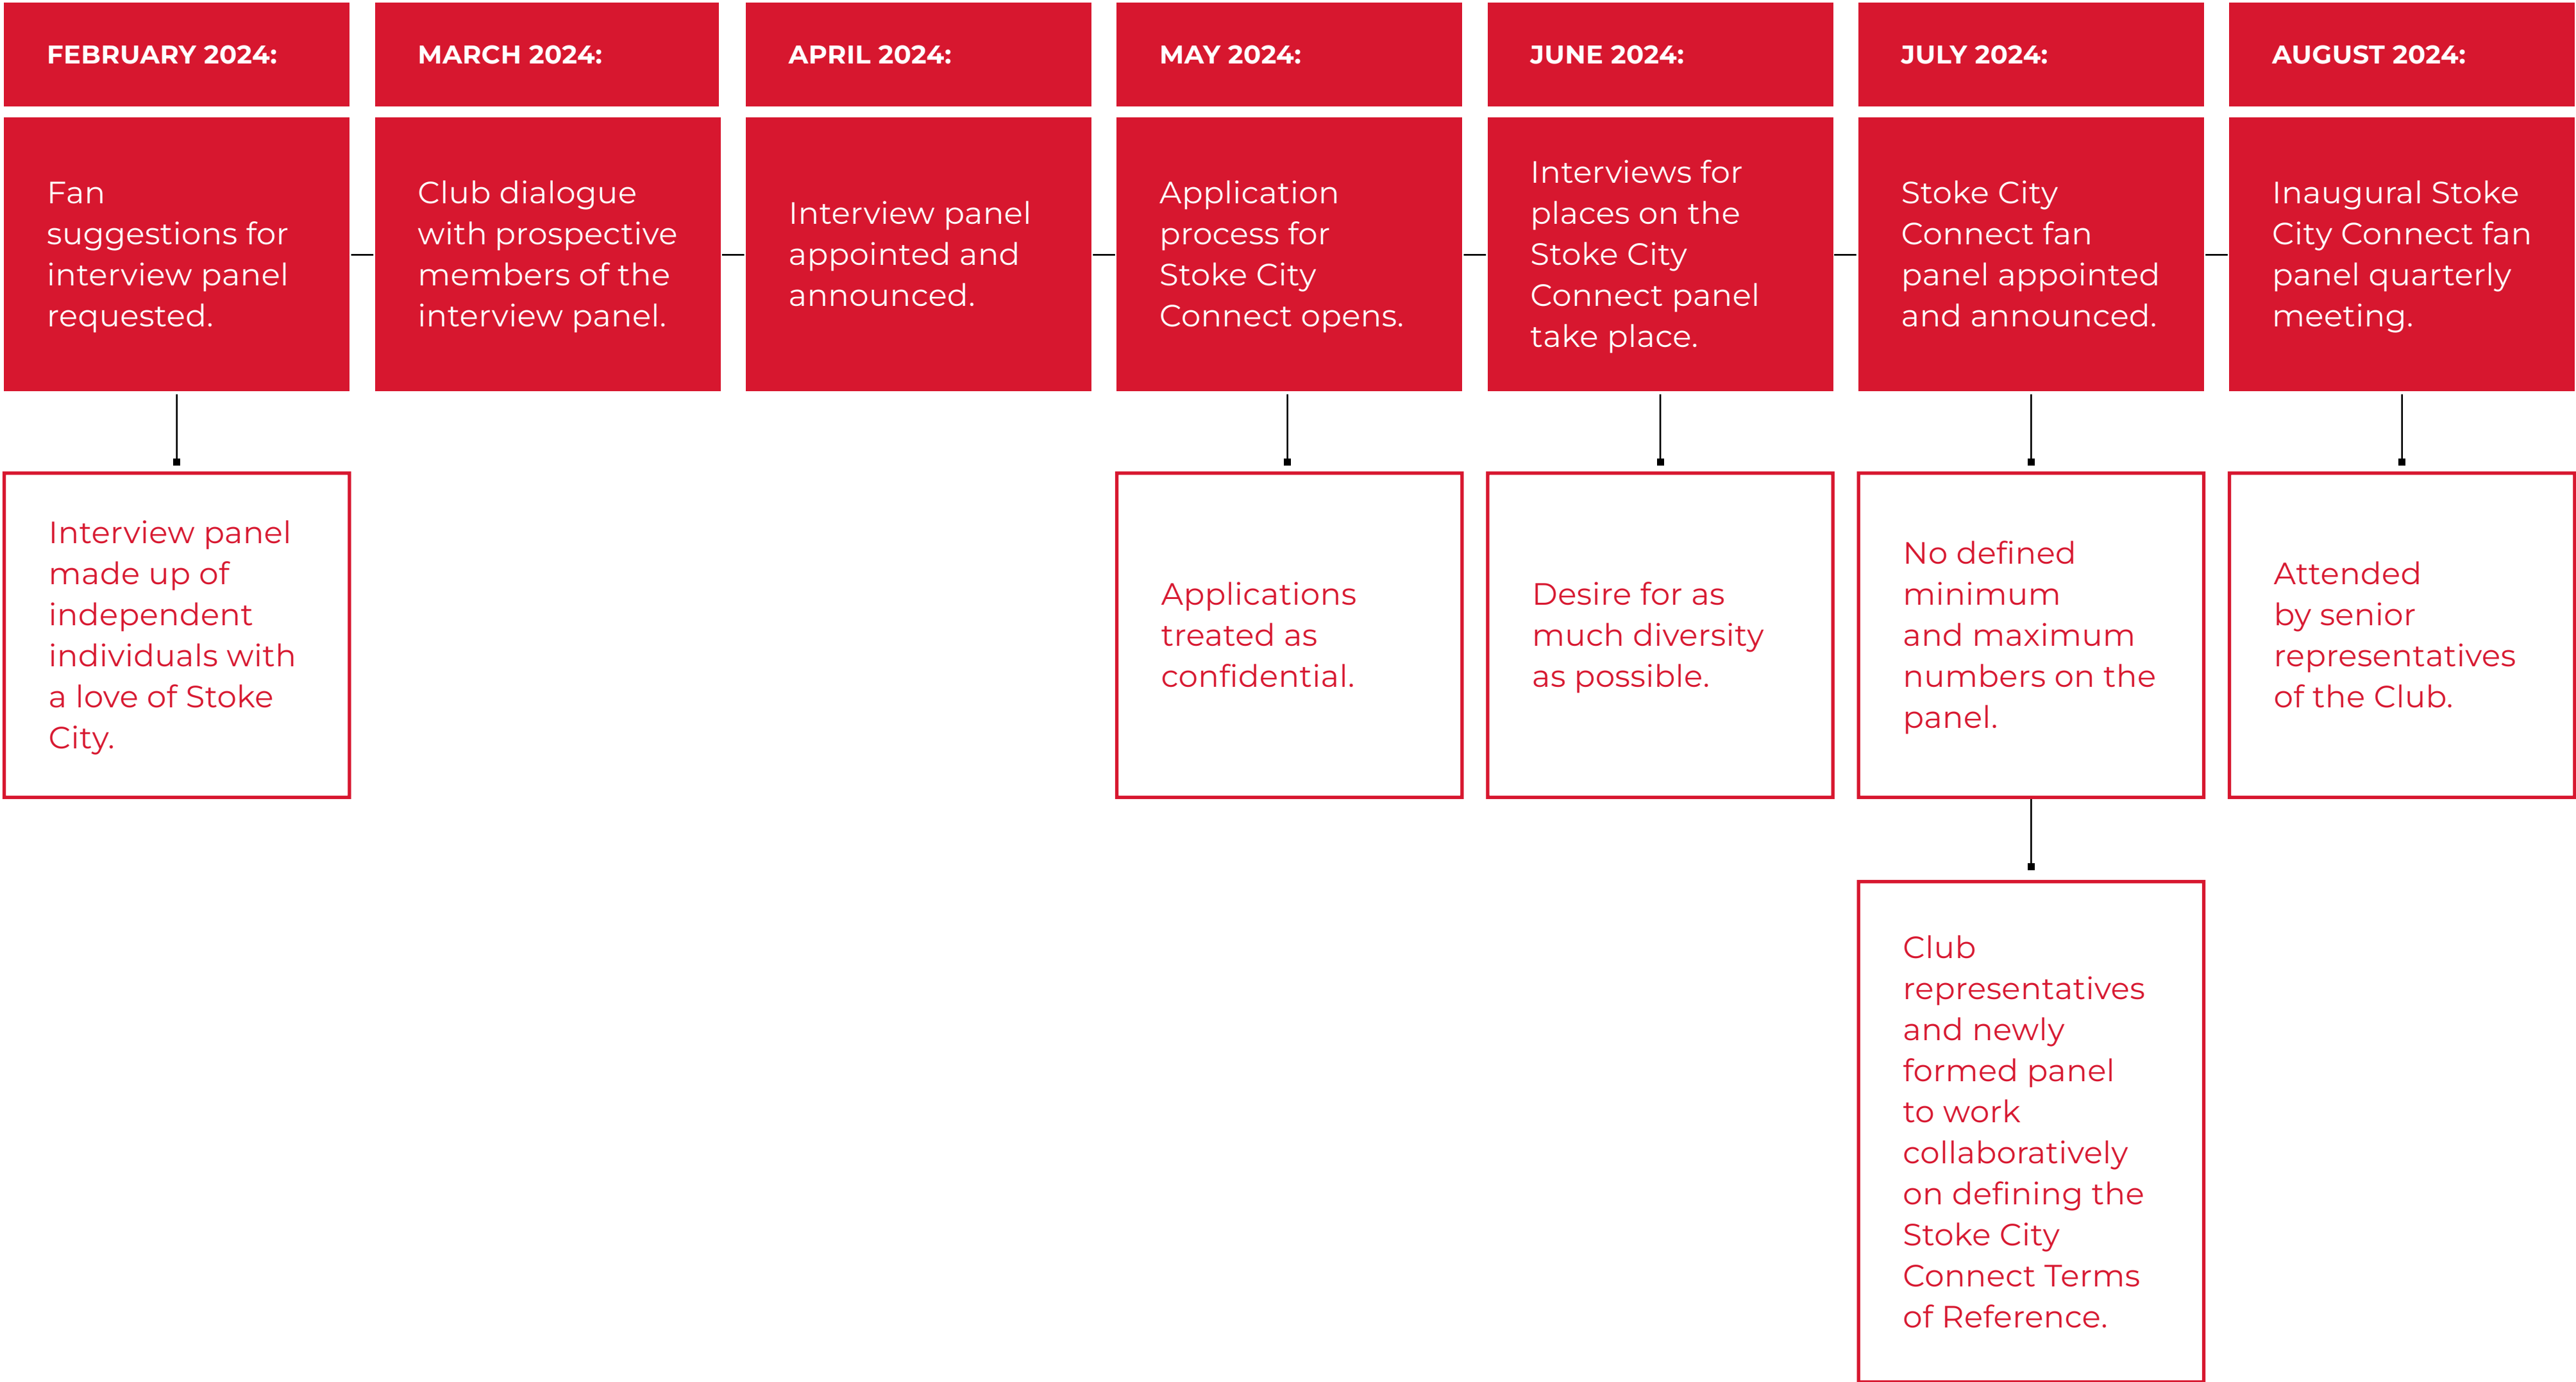 FEBRUARY 2024:
Fan
suggestions for
interview panel
requested.
Interview panel
made up of
independent
individuals with
a love of Stoke
City.
MARCH 2024:
Club dialogue
with prospective
members of the
interview panel.
APRIL 2024:
Interview panel
appointed and
announced.
MAY 2024:
Application
process for
Stoke City
Connect opens.
Applications
treated as
confidential.
JUNE 2024:
Interviews for
places on the
Stoke City
Connect panel
take place.
Desire for as
much diversity
as possible.
JULY 2024:
Stoke City
Connect fan
panel appointed
and announced.
No defined
minimum
and maximum
numbers on the
panel.
Club
representatives
and newly
formed panel
to work
collaboratively
on defining the
Stoke City
Connect Terms
of Reference.
AUGUST 2024:
Inaugural Stoke
City Connect fan
panel quarterly
meeting.
Attended
by senior
representatives
of the Club.